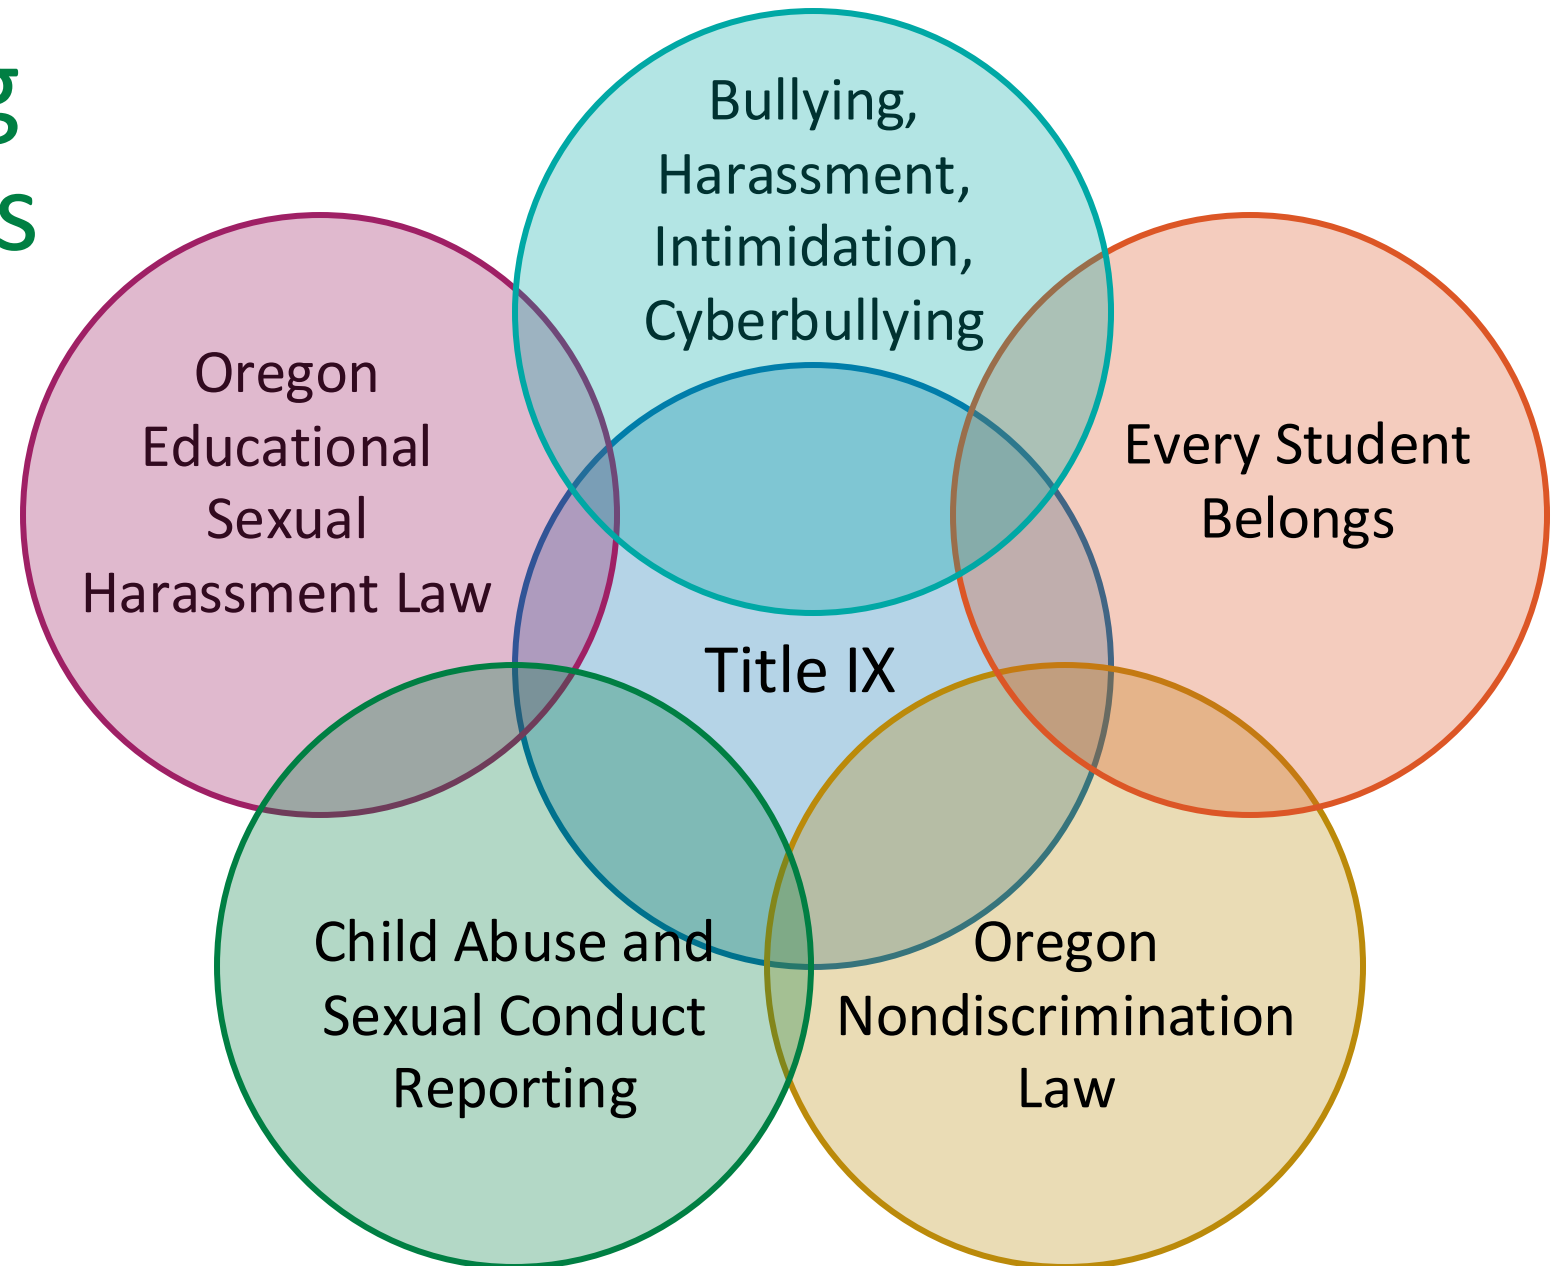 g
s
Bullying,
Harassment,
Intimidation,
Cyberbullying
Oregon
Educational
Sexual
Harassment Law
Every Student
Belongs
Title IX
Child Abuse and
Sexual Conduct
Reporting
Oregon
Nondiscrimination
Law